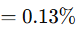 = 0.13%